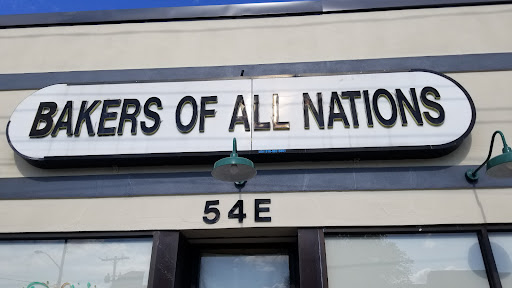 BAKERS OF ALL NATIONS
54E